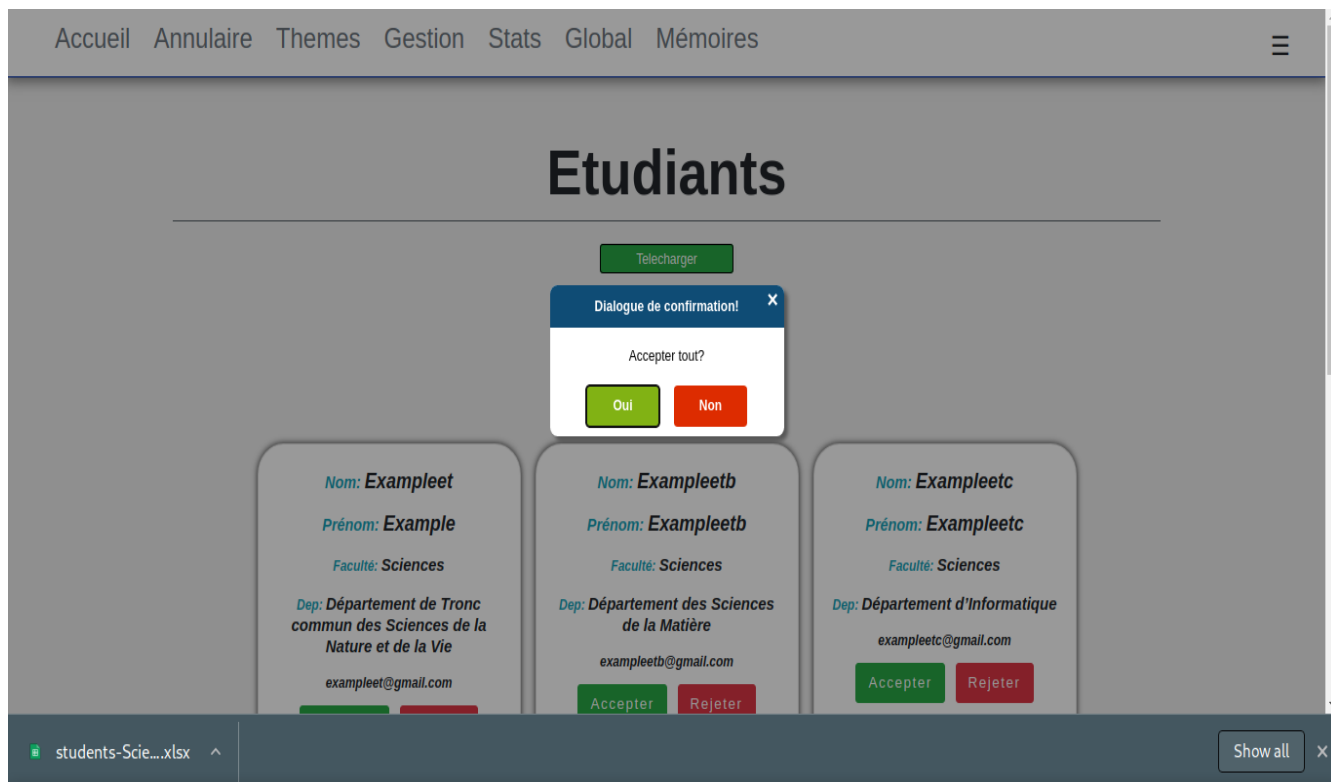 Accueil Annuaire Themes Gestion Stats Global Mémoires
Etudiants
Telecharger
Dialogue de confirmation! x
Accepter tout?
Oui Non
Nom: Exampleet
Prénom: Example
Faculté: Sciences
Dep: Département de Tronc
commun des Sciences de la
Nature et de la Vie
exampleet@gmail.com
Nom: Exampleetb
Prénom: Exampleetb
Faculté: Sciences
Dep: Département des Sciences
de la Matière
exampleetb@gmail.com
Accepter Rejeter
Nom: Exampleetc
Prénom: Exampleetc
Faculté: Sciences
Dep: Département d’Informatique
exampleetc@gmail.com
Accepter Rejeter
students-Scie....xlsx
Show all x